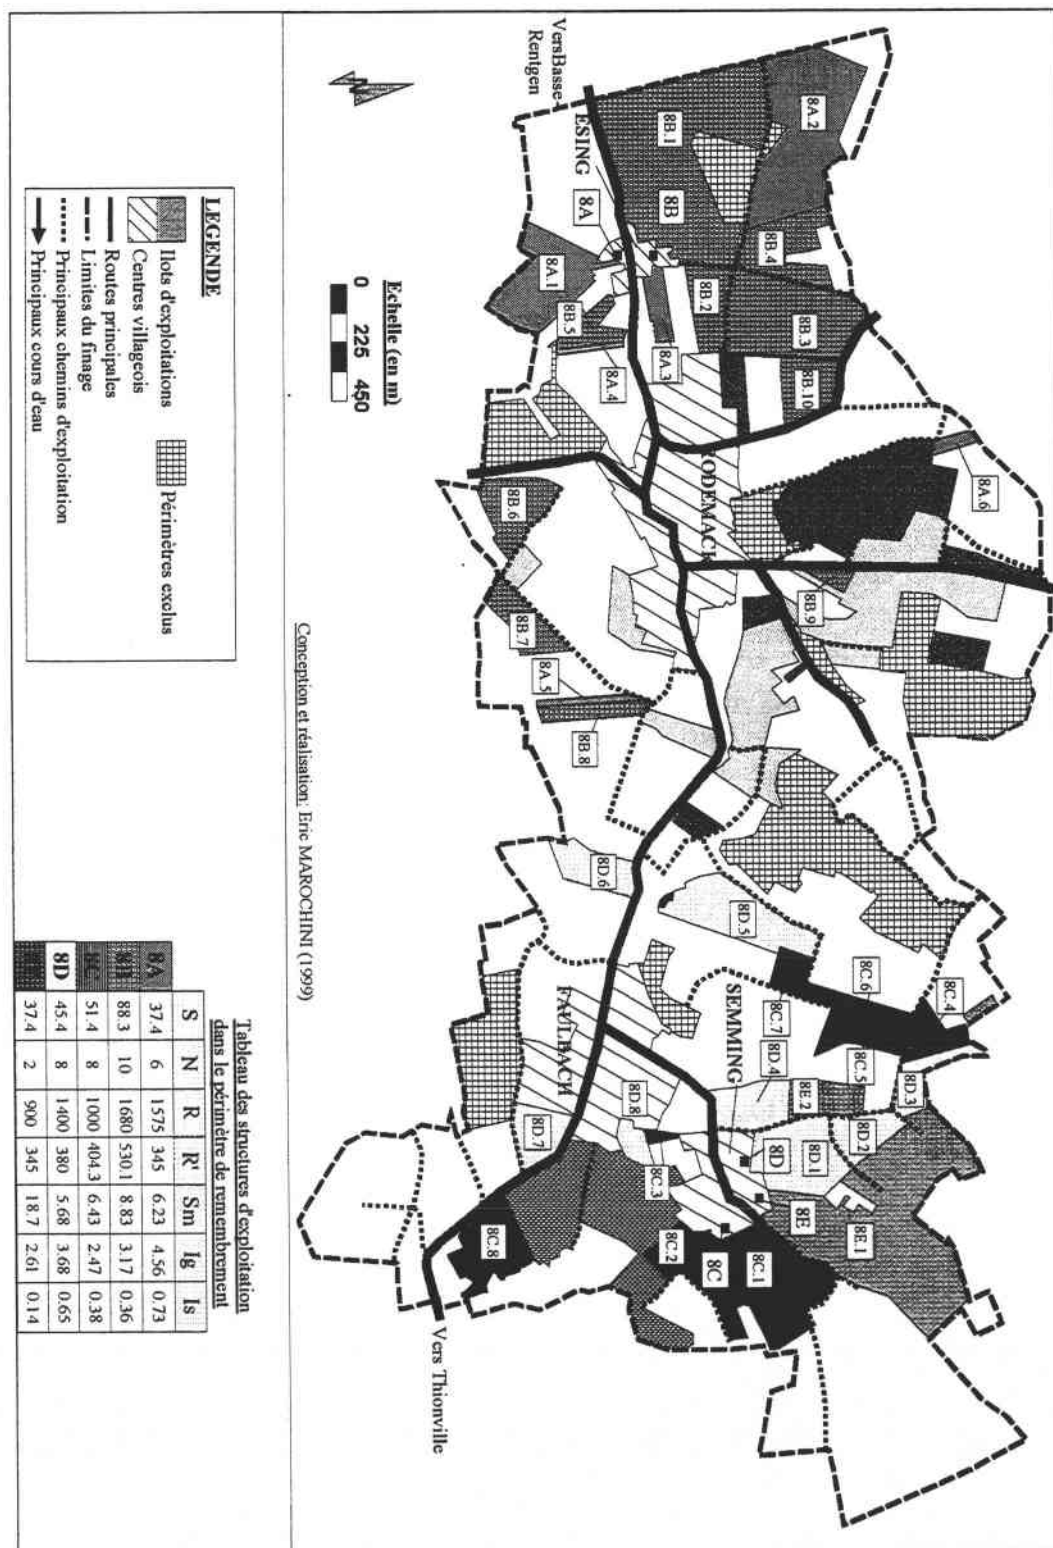 VersBasse-
Rentgen
ESING
8A.2
8B.1
8B
8A
8B.4
8A.1
8B.2
8B.3
8B.5
8A.3
8A.4
8B.10
8A.6
8B.6
8B.9
8B.7
8A.5
8B.8
8D.6
8D.5
8C.6
8C.4
8C.7
8D.4
SEMMING
FAULBACH
8C.5
8D.3
8E.2
8D.2
8D.1
8D
8D.8
8D.7
8C.3
8E
8E.1
8C.2
8C
8C.1
8C.8
Vers Thionville
Echelle (en m)
0 225 450
LEGENDE
Ilots d'exploitations
Périmètres exclus
Centres villageois
Routes principales
Limites du finage
Principaux chemins d'exploitation
Principaux cours d'eau
Conception et réalisation: Eric MAROCHINI (1999)
Tableau des structures d'exploitation
dans le périmètre de remembrement
S N R R' Sm Ig Is
8A 37.4 6 1575 345 6.23 4.56 0.73
88.3 10 1680 530.1 8.83 3.17 0.36
8C 51.4 8 1000 404.3 6.43 2.47 0.38
8D 45.4 8 1400 380 5.68 3.68 0.65
37.4 2 900 345 18.7 2.61 0.14